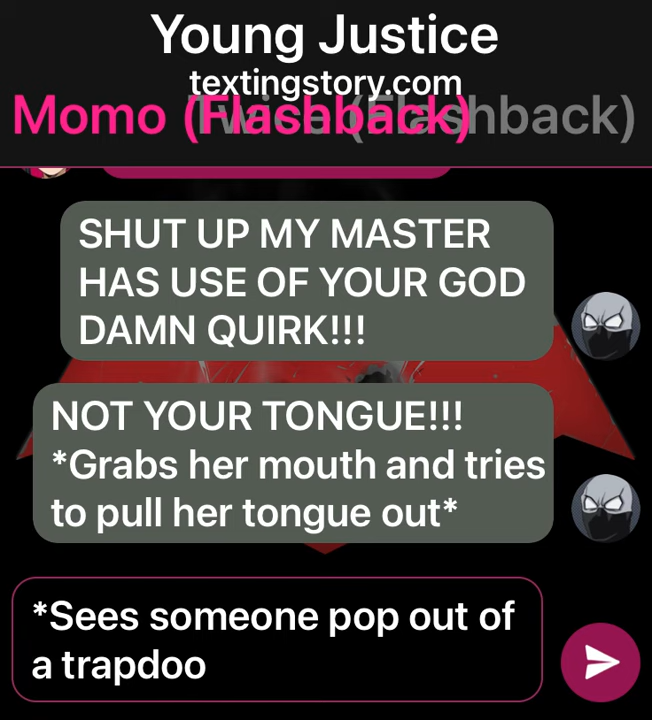 Young Justice
textingstory.com
Momo (Flashback)
SHUT UP MY MASTER
HAS USE OF YOUR GOD
DAMN QUIRK!!!
NOT YOUR TONGUE!!!
*Grabs her mouth and tries
to pull her tongue out*
*Sees someone pop out of
a trapdoo